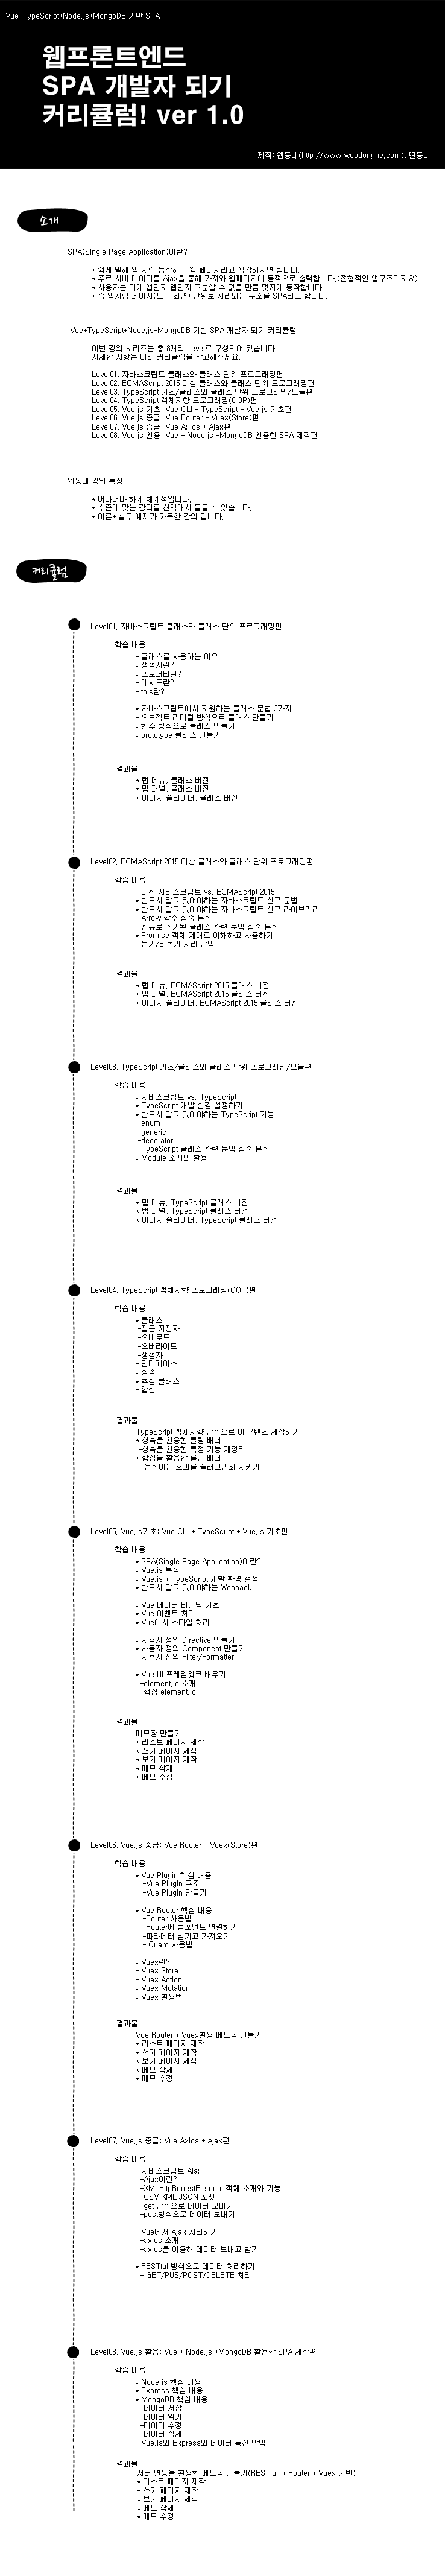 Vue+TypeScript+Node.js+MongoDB 기반 SPA
웹프론트엔드
SPA 개발자 되기
커리큘럼! ver 1.0
제작: 웹동네(http://www.webdongne.com), 딴동네
소개
SPA(Single Page Application)이란?
* 쉽게 말해 앱 처럼 동작하는 웹 페이지라고 생각하시면 됩니다.
* 주로 서버 데이터를 Ajax을 통해 가져와 웹페이지에 동적으로 출력합니다.(전형적인 앱구조이지요)
* 사용자는 이게 앱인지 웹인지 구분할 수 없을 만큼 멋지게 동작합니다.
* 즉 앱처럼 페이지(또는 화면) 단위로 처리되는 구조를 SPA라고 합니다.
Vue+TypeScript+Node.js+MongoDB 기반 SPA 개발자 되기 커리큘럼
이번 강의 시리즈는 총 8개의 Level로 구성되어 있습니다.
자세한 사항은 아래 커리큘럼을 참고해주세요.
Level01. 자바스크립트 클래스와 클래스 단위 프로그래밍편
Level02. ECMAScript 2015 이상 클래스와 클래스 단위 프로그래밍편
Level03. TypeScript 기초/클래스와 클래스 단위 프로그래밍/모듈편
Level04. TypeScript 객체지향 프로그래밍(OOP)편
Level05. Vue.js 기초: Vue CLI + TypeScript + Vue.js 기초편
Level06. Vue.js 중급: Vue Router + Vuex(Store)편
Level07. Vue.js 중급: Vue Axios + Ajax편
Level08. Vue.js 활용: Vue + Node.js +MongoDB 활용한 SPA 제작편
웹동네 강의 특징!
* 어마어마 하게 체계적입니다.
* 수준에 맞는 강의를 선택해서 들을 수 있습니다.
* 이론+ 실무 예제가 가득한 강의 입니다.
커리큘럼
Level01. 자바스크립트 클래스와 클래스 단위 프로그래밍편
학습 내용
* 클래스를 사용하는 이유
* 생성자란?
* 프로퍼티란?
* 메서드란?
* this란?
* 자바스크립트에서 지원하는 클래스 문법 3가지
* 오브젝트 리터럴 방식으로 클래스 만들기
* 함수 방식으로 클래스 만들기
* prototype 클래스 만들기
결과물
* 탭 메뉴, 클래스 버전
* 탭 패널, 클래스 버전
* 이미지 슬라이더, 클래스 버전
Level02. ECMAScript 2015 이상 클래스와 클래스 단위 프로그래밍편
학습 내용
* 이전 자바스크립트 vs. ECMAScript 2015
* 반드시 알고 있어야하는 자바스크립트 신규 문법
* 반드시 알고 있어야하는 자바스크립트 신규 라이브러리
* Arrow 함수 집중 분석
* 신규로 추가된 클래스 관련 문법 집중 분석
* Promise 객체 제대로 이해하고 사용하기
* 동기/비동기 처리 방법
결과물
* 탭 메뉴, ECMAScript 2015 클래스 버전
* 탭 패널, ECMAScript 2015 클래스 버전
* 이미지 슬라이더, ECMAScript 2015 클래스 버전
Level03. TypeScript 기초/클래스와 클래스 단위 프로그래밍/모듈편
학습 내용
* 자바스크립트 vs. TypeScript
* TypeScript 개발 환경 설정하기
* 반드시 알고 있어야하는 TypeScript 기능
-enum
-generic
-decorator
* TypeScript 클래스 관련 문법 집중 분석
* Module 소개와 활용
결과물
* 탭 메뉴, TypeScript 클래스 버전
* 탭 패널, TypeScript 클래스 버전
* 이미지 슬라이더, TypeScript 클래스 버전
Level04. TypeScript 객체지향 프로그래밍(OOP)편
학습 내용
* 클래스
-접근 지정자
-오버로드
-오버라이드
-생성자
* 인터페이스
* 상속
* 추상 클래스
* 합성
결과물
TypeScript 객체지향 방식으로 UI 콘텐츠 제작하기
* 상속을 활용한 롤링 배너
-상속을 활용한 특정 기능 재정의
* 합성을 활용한 롤링 배너
-움직이는 효과를 플러그인화 시키기
Level05. Vue.js기초: Vue CLI + TypeScript + Vue.js 기초편
학습 내용
* SPA(Single Page Application)이란?
* Vue.js 특징
* Vue.js + TypeScript 개발 환경 설정
* 반드시 알고 있어야하는 Webpack
* Vue 데이터 바인딩 기초
* Vue 이벤트 처리
* Vue에서 스타일 처리
* 사용자 정의 Directive 만들기
* 사용자 정의 Component 만들기
* 사용자 정의 Filter/Formatter
* Vue UI 프레임워크 배우기
-element.io 소개
-핵심 element.io
결과물
메모장 만들기
* 리스트 페이지 제작
* 쓰기 페이지 제작
* 보기 페이지 제작
* 메모 삭제
* 메모 수정
Level06. Vue.js 중급: Vue Router + Vuex(Store)편
학습 내용
* Vue Plugin 핵심 내용
-Vue Plugin 구조
-Vue Plugin 만들기
* Vue Router 핵심 내용
-Router 사용법
-Router에 컴포넌트 연결하기
-파라메터 넘기고 가져오기
- Guard 사용법
* Vuex란?
* Vuex Store
* Vuex Action
* Vuex Mutation
* Vuex 활용법
결과물
Vue Router + Vuex활용 메모장 만들기
* 리스트 페이지 제작
* 쓰기 페이지 제작
* 보기 페이지 제작
* 메모 삭제
* 메모 수정
Level07. Vue.js 중급: Vue Axios + Ajax편
학습 내용
* 자바스크립트 Ajax
-Ajax이란?
-XMLHttpRquestElement 객체 소개와 기능
-CSV,XML,JSON 포맷
-get 방식으로 데이터 보내기
-post방식으로 데이터 보내기
* Vue에서 Ajax 처리하기
-axios 소개
-axios을 이용해 데이터 보내고 받기
* RESTful 방식으로 데이터 처리하기
- GET/PUS/POST/DELETE 처리
Level08. Vue.js 활용: Vue + Node.js +MongoDB 활용한 SPA 제작편
학습 내용
* Node.js 핵심 내용
* Express 핵심 내용
* MongoDB 핵심 내용
-데이터 저장
-데이터 읽기
-데이터 수정
-데이터 삭제
* Vue.js와 Express와 데이터 통신 방법
결과물
서버 연동을 활용한 메모장 만들기(RESTfull + Router + Vuex 기반)
* 리스트 페이지 제작
* 쓰기 페이지 제작
* 보기 페이지 제작
* 메모 삭제
* 메모 수정